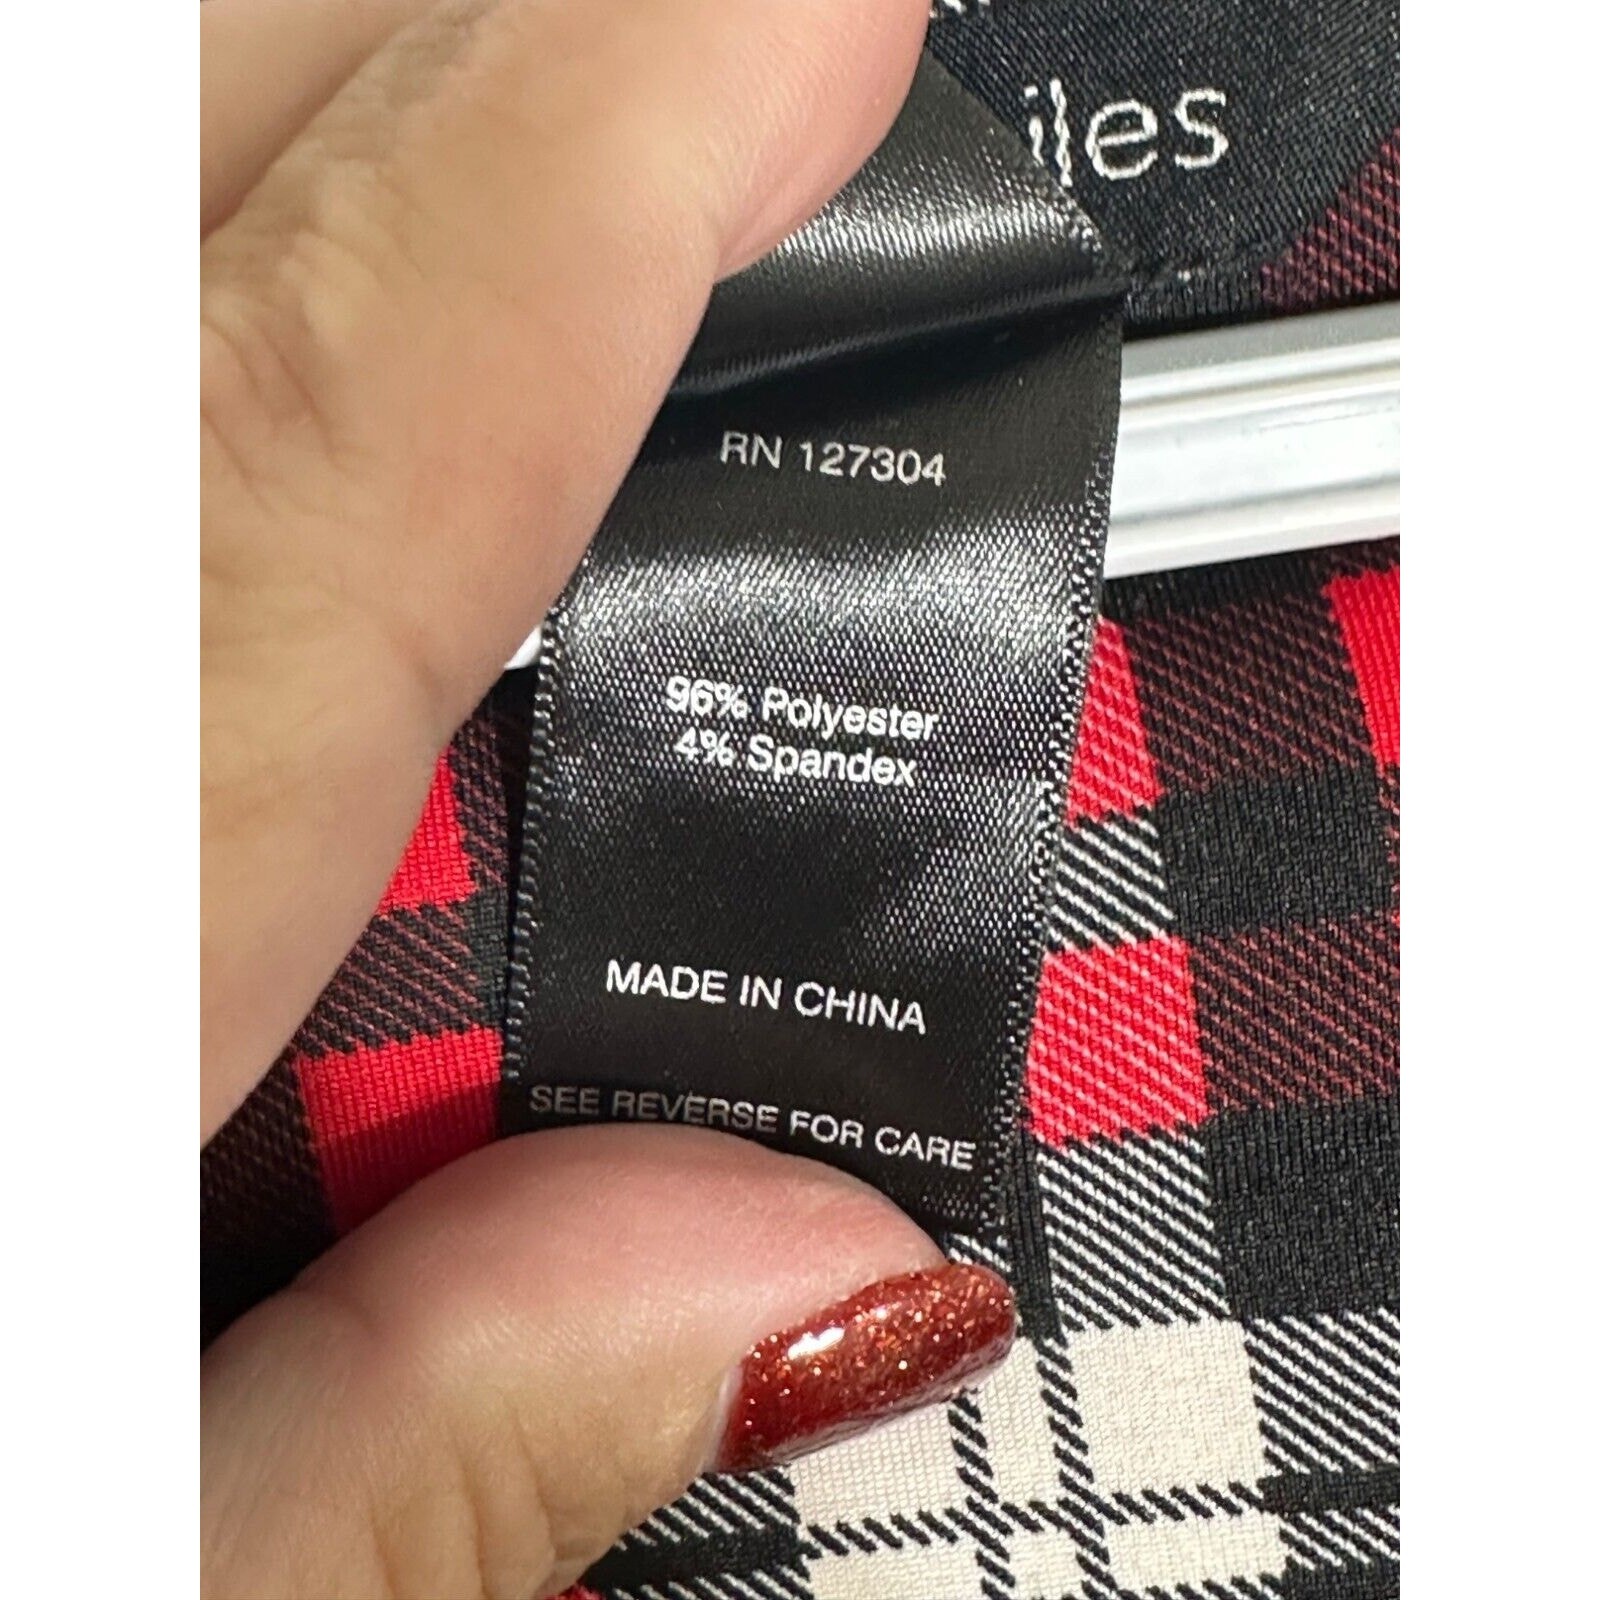 iles
RN 127304
96% Polyester
4% Spandex
MADE IN CHINA
SEE REVERSE FOR CARE